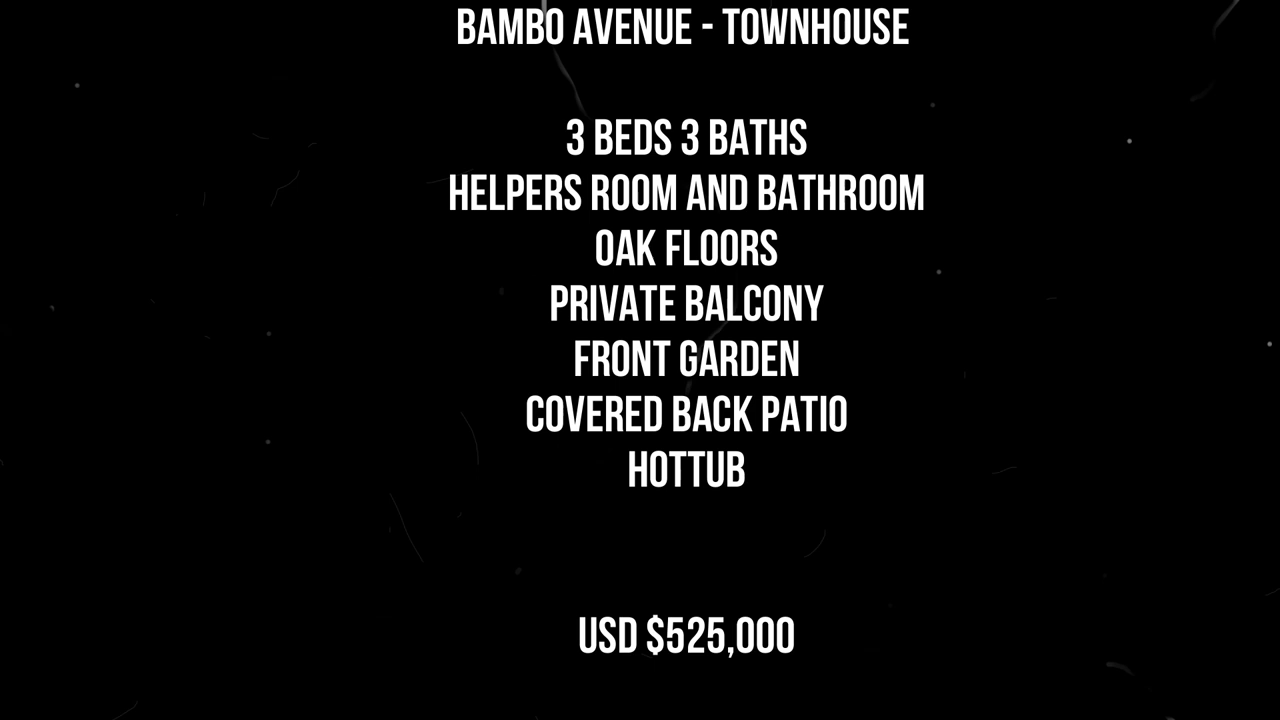 BAMBO AVENUE - TOWNHOUSE
3 BEDS 3 BATHS
HELPERS ROOM AND BATHROOM
OAK FLOORS
PRIVATE BALCONY
FRONT GARDEN
COVERED BACK PATIO
HOTTUB
USD $525,000